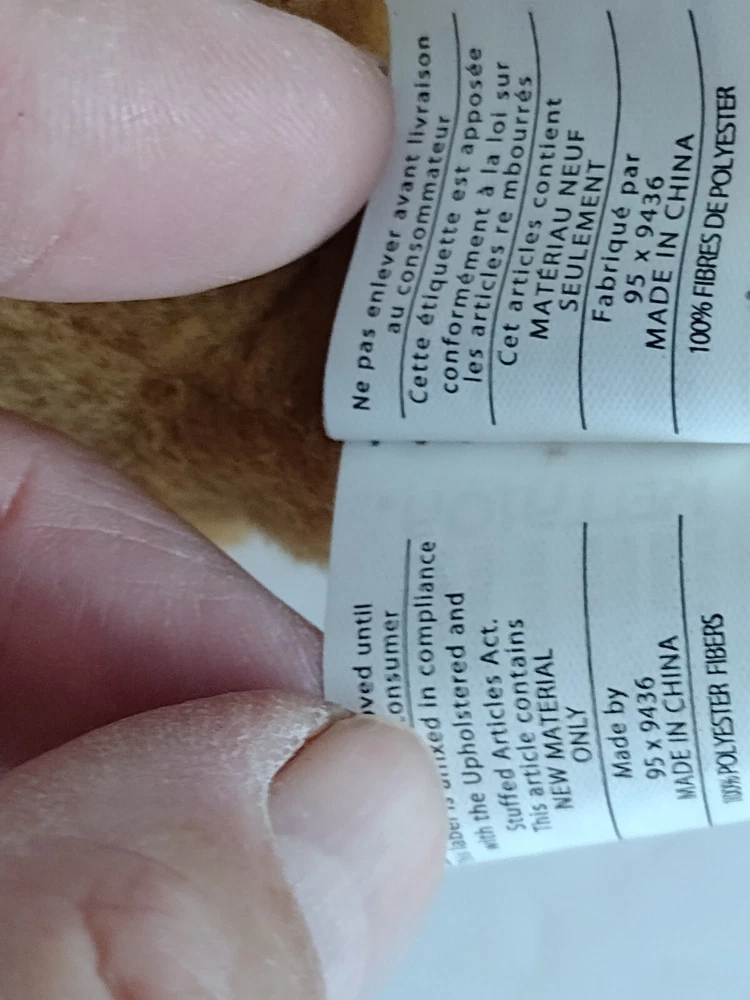 Ne pas enlever avant livraison
au consommateur
Cette étiquette est apposée
conformément à la loi sur
les articles re mbourrés
Cet articles contient
MATÉRIAU NEUF
SEULEMENT
Fabriqué par
95 x 9436
MADE IN CHINA
100% FIBRES DE POLYESTER
until
in compliance
with the Upholstered and
Stuffed Articles Act.
This article contains
NEW MATERIAL
ONLY
Made by
95 x 9436
MADE IN CHINA
100% POLYESTER FIBERS